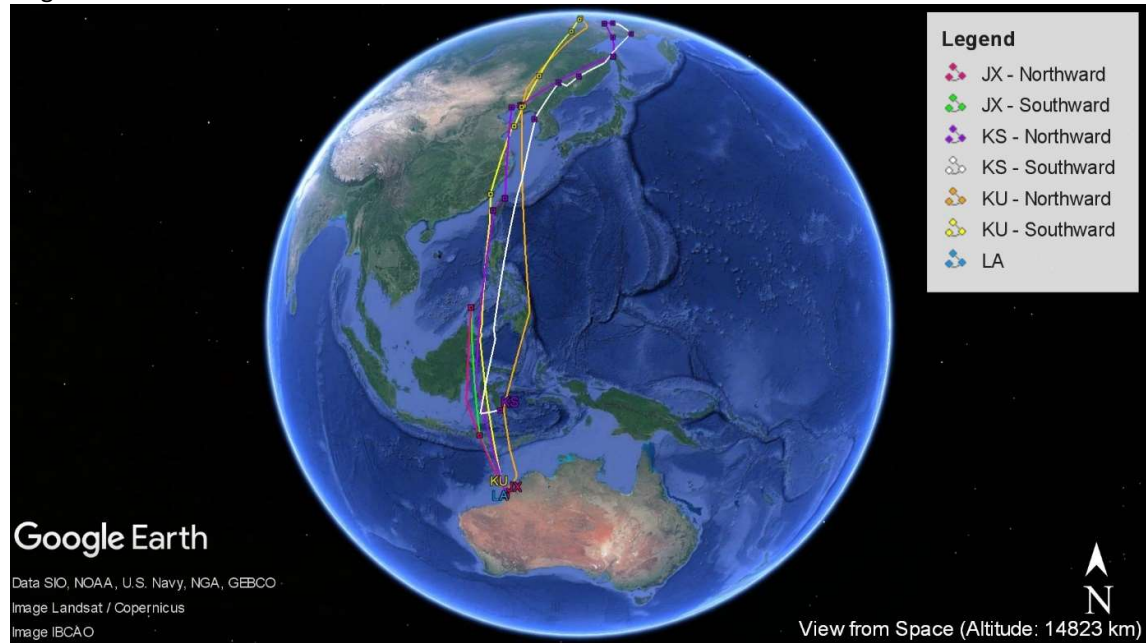 Legend
JX - Northward
JX - Southward
KS - Northward
KS - Southward
KU - Northward
KU - Southward
LA
KS
KU
JX
LA
Google Earth
Data SIO, NOAA, U.S. Navy, NGA, GEBCO
Image Landsat / Copernicus
Image IBCAO
N
View from Space (Altitude: 14823 km)